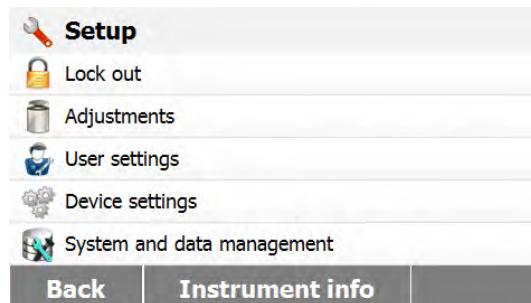 Setup
Lock out
Adjustments
User settings
Device settings
System and data management
Back Instrument info